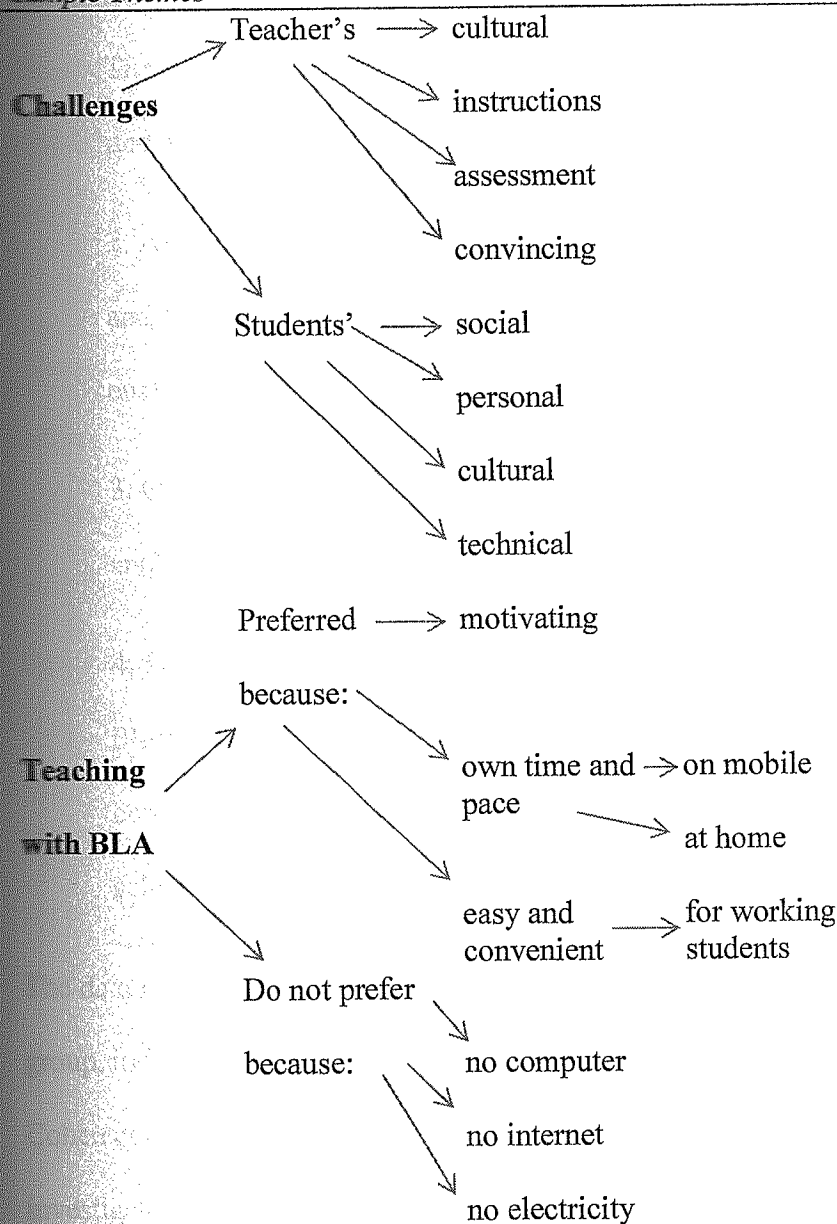 Teacher's cultural
Challenges
instructions
assessment
convincing
Students' social
personal
cultural
technical
Preferred motivating
because:
Teaching
own time and on mobile
pace
with BLA
at home
easy and for working
convenient students
Do not prefer
because: no computer
no internet
no electricity